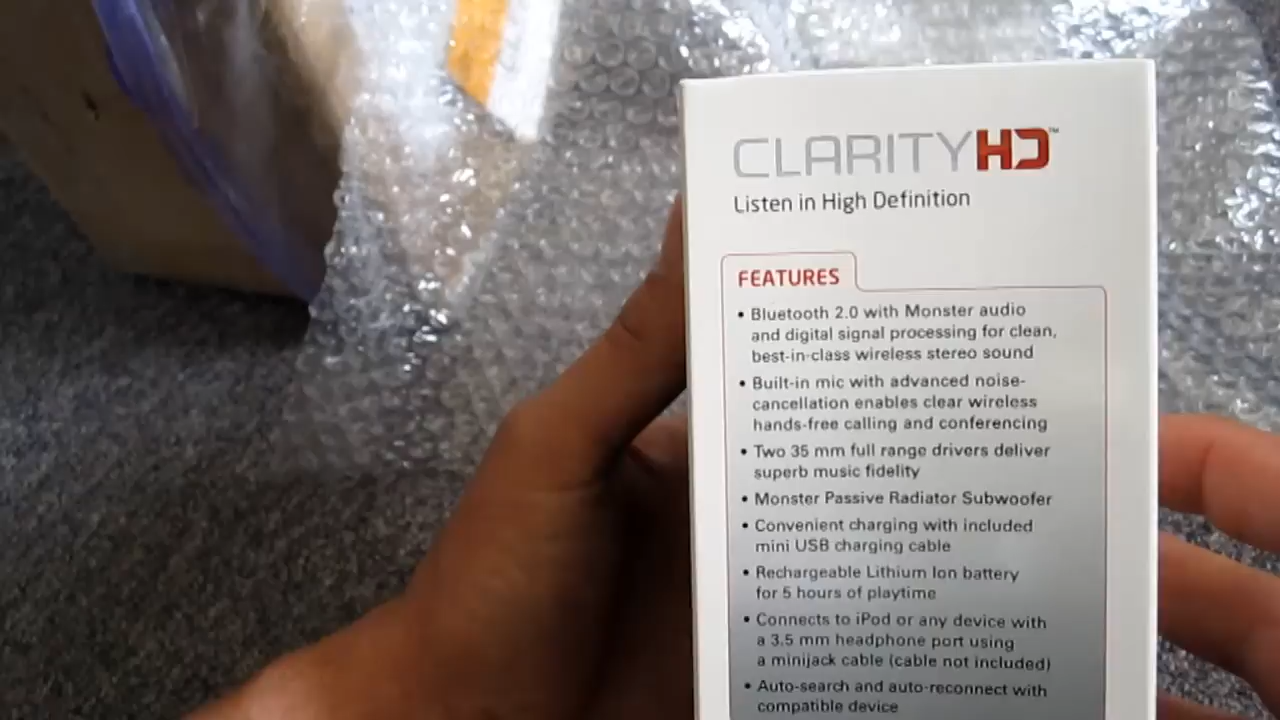 CLARITYHD™
Listen in High Definition
FEATURES
• Bluetooth 2.0 with Monster audio
and digital signal processing for clean,
best-in-class wireless stereo sound
• Built-in mic with advanced noise-
cancellation enables clear wireless
hands-free calling and conferencing
• Two 35 mm full range drivers deliver
superb music fidelity
• Monster Passive Radiator Subwoofer
• Convenient charging with included
mini USB charging cable
• Rechargeable Lithium Ion battery
for 5 hours of playtime
• Connects to iPod or any device with
a 3.5 mm headphone port using
a minijack cable (cable not included)
• Auto-search and auto-reconnect with
compatible device